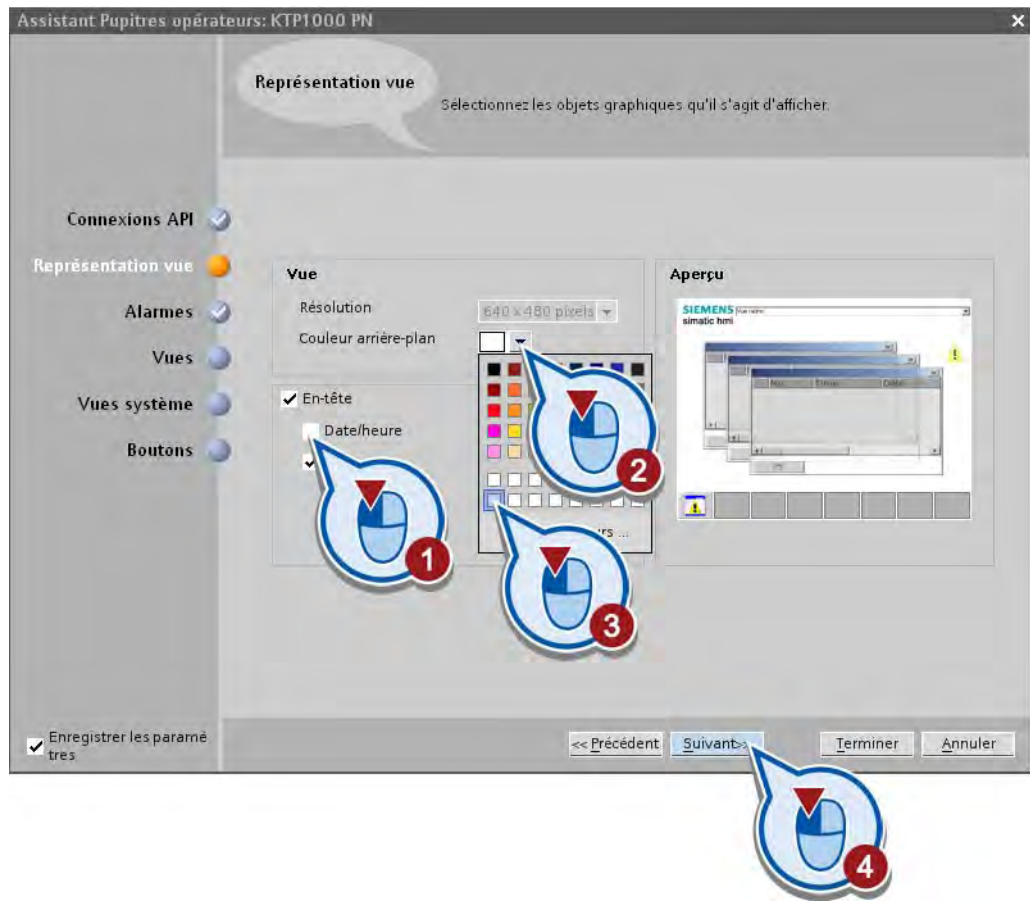 Assistant Pupitres opérateurs: KTP1000 PN
Représentation vue
Sélectionnez les objets graphiques qu'il s'agit d'afficher.
Connexions API
Représentation vue
Alarmes
Vues
Vues système
Boutons
Vue
Résolution
640 x 480 pixels
Couleur arrière-plan
En-tête
Date/heure
rs ...
1
2
3
Aperçu
SIEMENS
simatic hmi
Enregistrer les paramé
tres
<< Précédent
Suivant>>
Terminer
Annuler
4